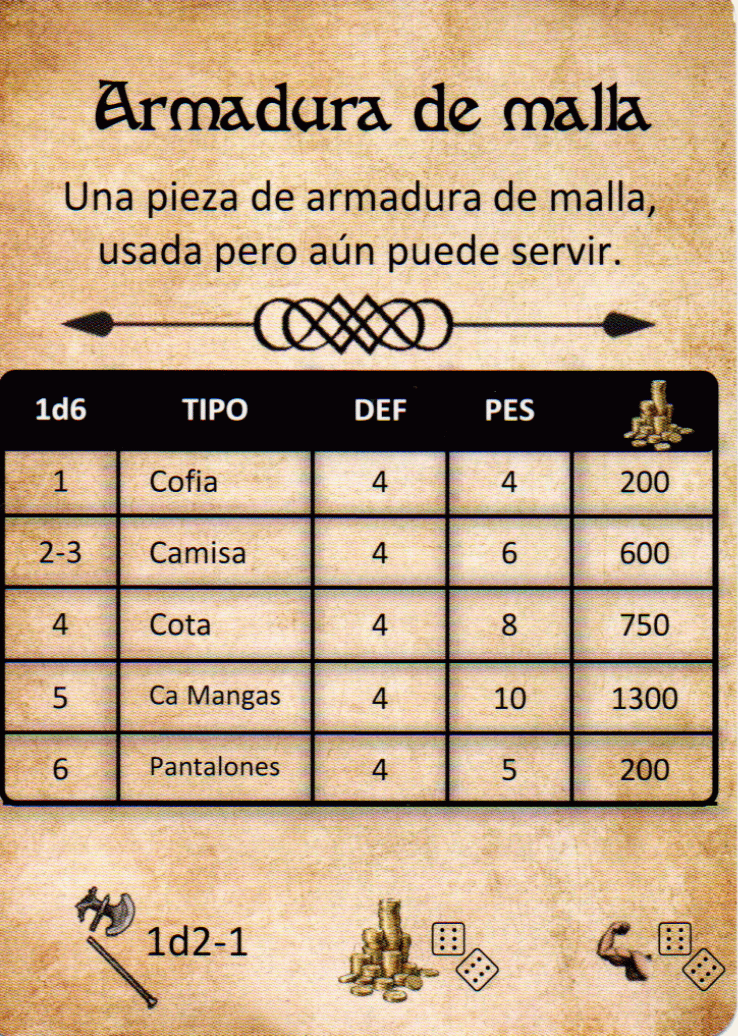 Armadura de malla
Una pieza de armadura de malla,
usada pero aún puede servir.
1d6 TIPO DEF PES
1 Cofia 4 4 200
2-3 Camisa 4 6 600
4 Cota 4 8 750
5 Ca Mangas 4 10 1300
6 Pantalones 4 5 200
1d2-1